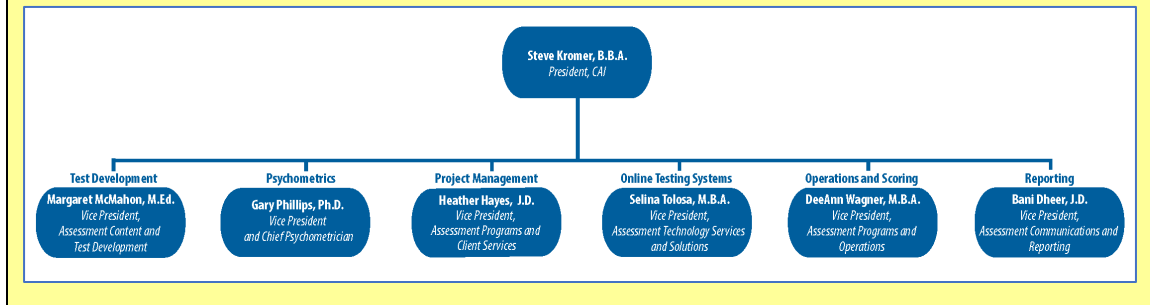 Steve Kromer, B.B.A.
President, CAI
Test Development
Margaret McMahon, M.Ed.
Vice President,
Assessment Content and
Test Development
Psychometrics
Gary Phillips, Ph.D.
Vice President
and Chief Psychometrician
Project Management
Heather Hayes, J.D.
Vice President,
Assessment Programs and
Client Services
Online Testing Systems
Selina Tolosa, M.B.A.
Vice President,
Assessment Technology Services
and Solutions
Operations and Scoring
DeeAnn Wagner, M.B.A.
Vice President,
Assessment Programs and
Operations
Reporting
Bani Dheer, J.D.
Vice President,
Assessment Communications and
Reporting